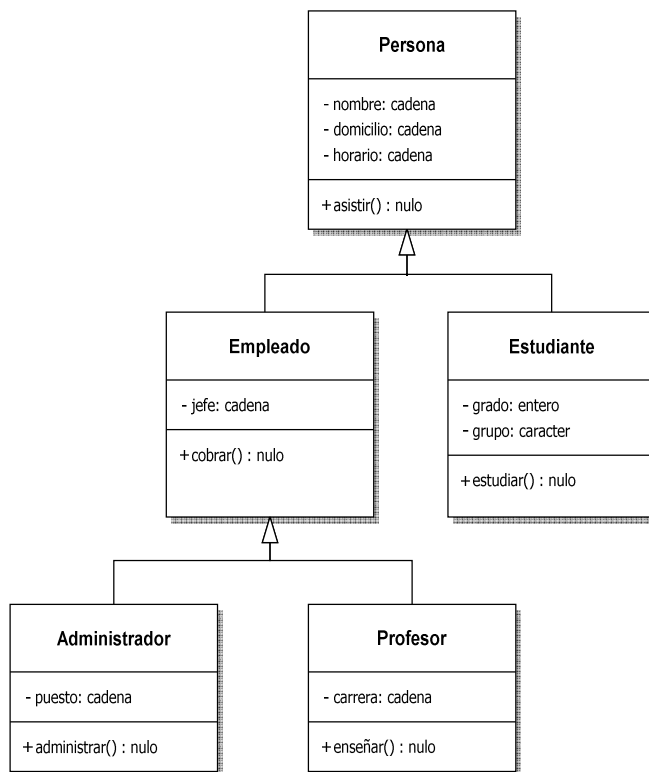 Persona
- nombre: cadena
- domicilio: cadena
- horario: cadena
+ asistir() : nulo
Empleado
- jefe: cadena
+ cobrar() : nulo
Estudiante
- grado: entero
- grupo: caracter
+ estudiar() : nulo
Administrador
- puesto: cadena
+ administrar() : nulo
Profesor
- carrera: cadena
+ enseñar() : nulo